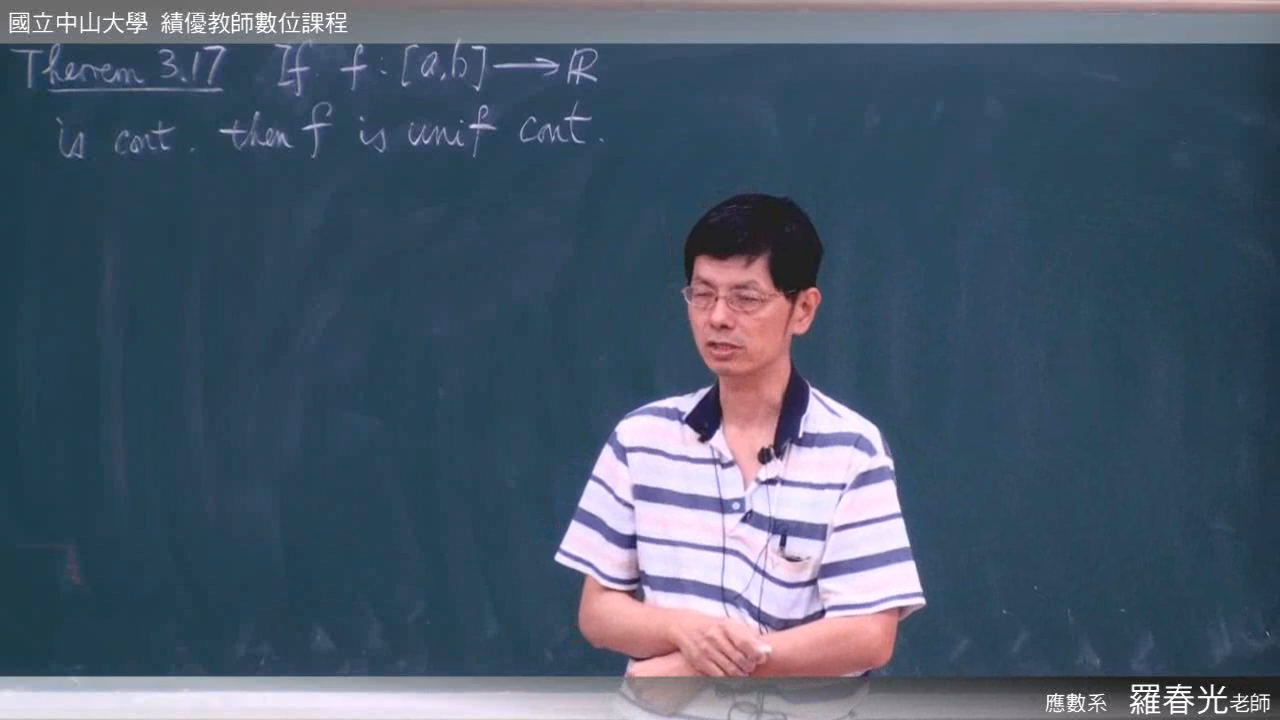 國立中山大學 績優教師數位課程
Theorem 3.17 If f : [a,b] → ℝ
is cont. then f is unif cont.
應數系 羅春光老師